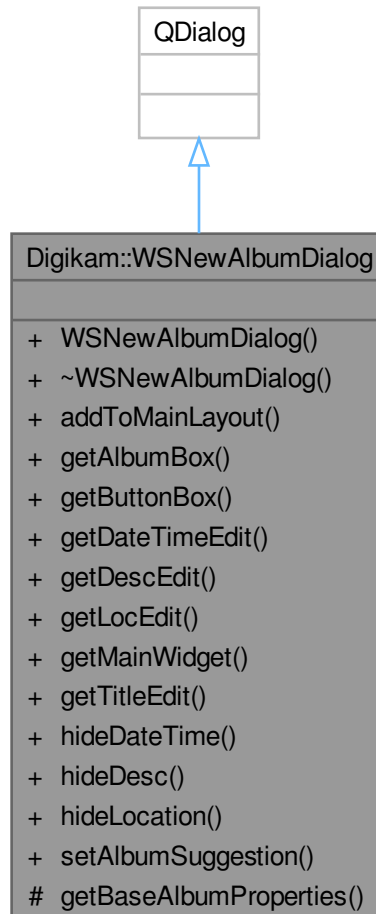 QDialog
Digikam::WSNewAlbumDialog
+ WSNewAlbumDialog()
+ ~WSNewAlbumDialog()
+ addToMainLayout()
+ getAlbumBox()
+ getButtonBox()
+ getDateTimeEdit()
+ getDescEdit()
+ getLocEdit()
+ getMainWidget()
+ getTitleEdit()
+ hideDateTime()
+ hideDesc()
+ hideLocation()
+ setAlbumSuggestion()
# getBaseAlbumProperties()